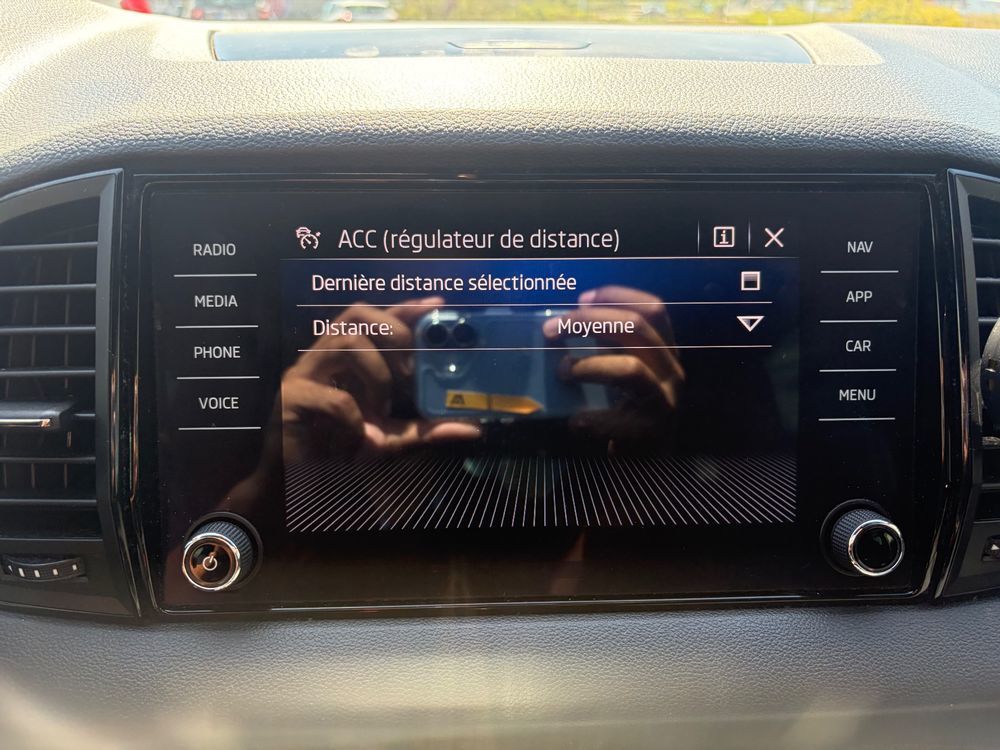 ACC (régulateur de distance)
Dernière distance sélectionnée
Distance: Moyenne
RADIO
MEDIA
PHONE
VOICE
NAV
APP
CAR
MENU